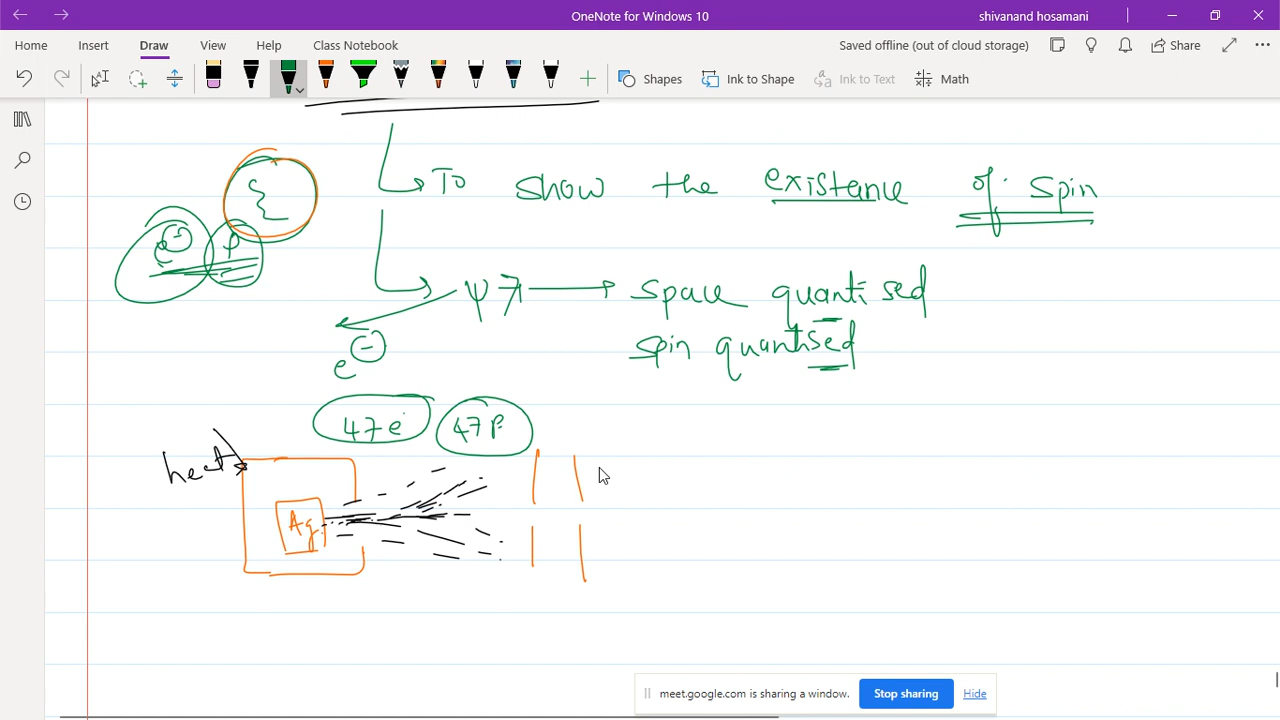 OneNote for Windows 10
shivanand hosamani
Home Insert Draw View Help Class Notebook
Saved offline (out of cloud storage)
Share
Shapes
Ink to Shape
Ink to Text
Math
To show the existance of spin
e⊖ p
ψ λ → space quantised
spin quantised
e⊖
47e 47p
heat
Ag
meet.google.com is sharing a window.
Stop sharing
Hide